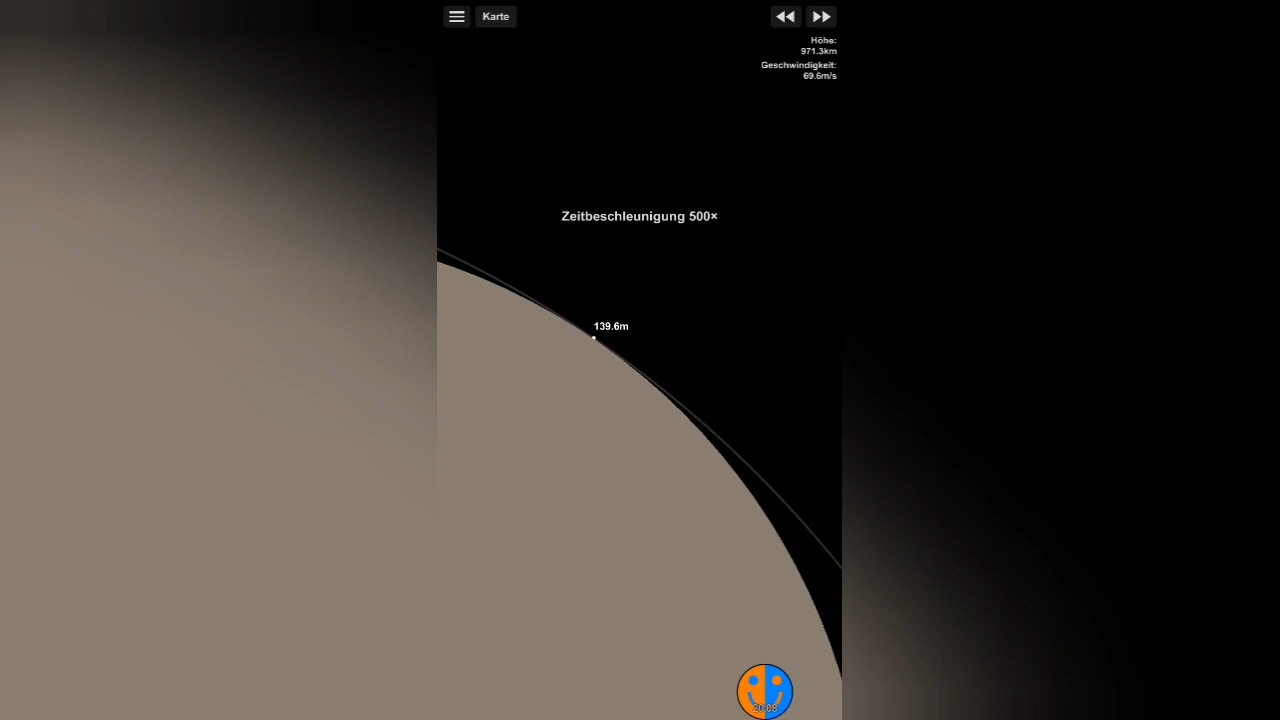 Karte
Höhe:
971.3km
Geschwindigkeit:
69.6m/s
Zeitbeschleunigung 500×
139.6m
20:08